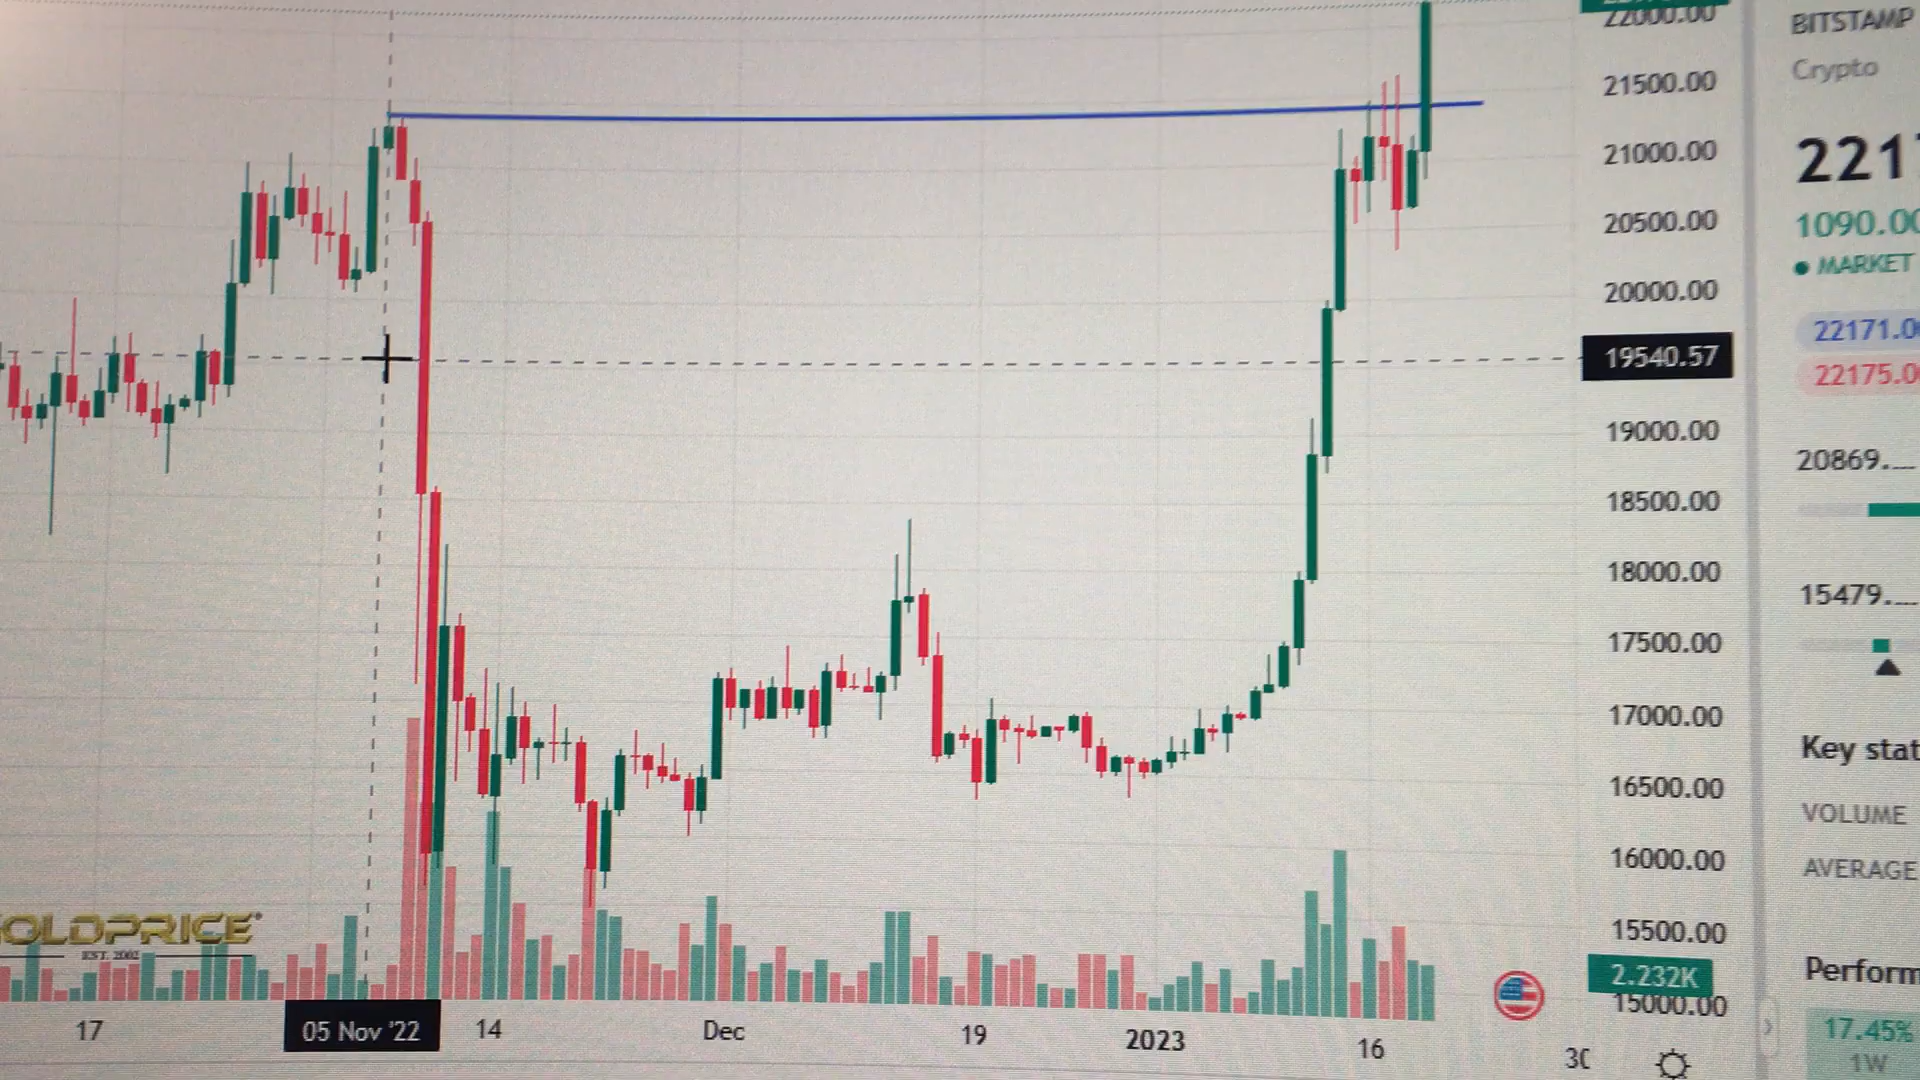 22000.00
21500.00
21000.00
20500.00
20000.00
19540.57
19000.00
18500.00
18000.00
17500.00
17000.00
16500.00
16000.00
15500.00
2.232K
15000.00
OLDPRICE
EST. 2002
17
05 Nov '22
14
Dec
19
2023
16
BITSTAMP
Crypto
221
1090.00
MARKET
22171.0
22175.0
20869.…
15479.…
Key stat
VOLUME
AVERAGE
Perform
17.45%
1W